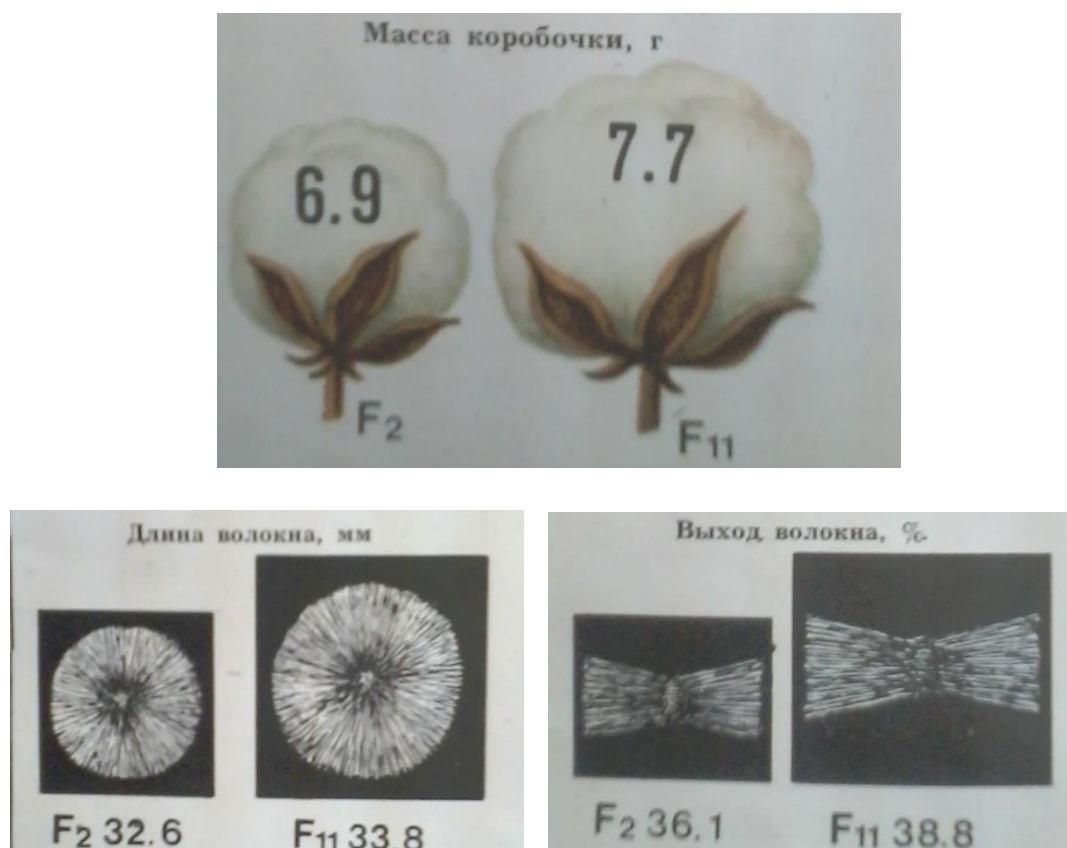 Масса коробочки, г
6.9
7.7
F2
F11
Длина волокна, мм
F2 32.6
F11 33.8
Выход волокна, %
F2 36.1
F11 38.8